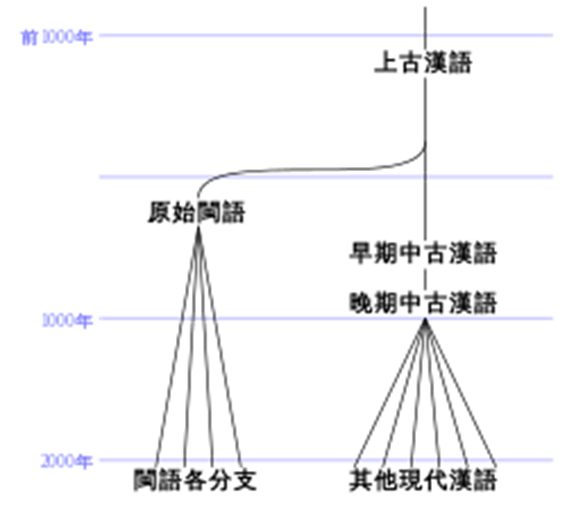 前1000年
上古漢語
原始閩語
早期中古漢語
晚期中古漢語
1000年
2000年
閩語各分支
其他現代漢語